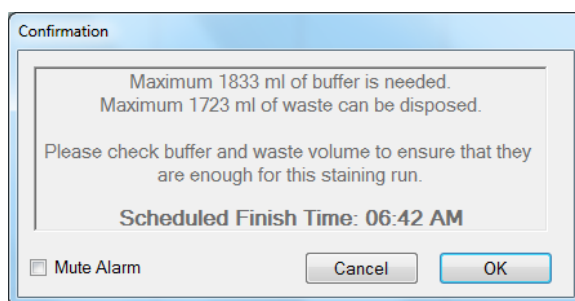 Confirmation
Maximum 1833 ml of buffer is needed.
Maximum 1723 ml of waste can be disposed.
Please check buffer and waste volume to ensure that they
are enough for this staining run.
Scheduled Finish Time: 06:42 AM
Mute Alarm
Cancel
OK